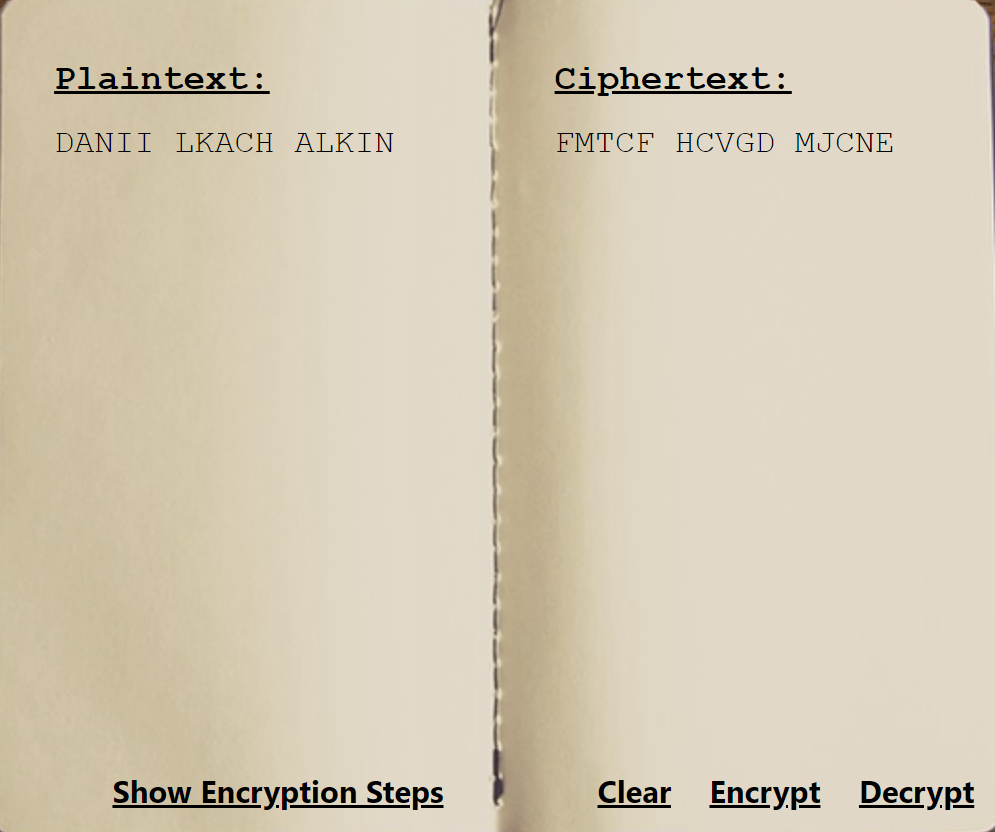 Plaintext:
DANII LKACH ALKIN
Ciphertext:
FMTCF HCVGD MJCNE
Show Encryption Steps
Clear Encrypt Decrypt